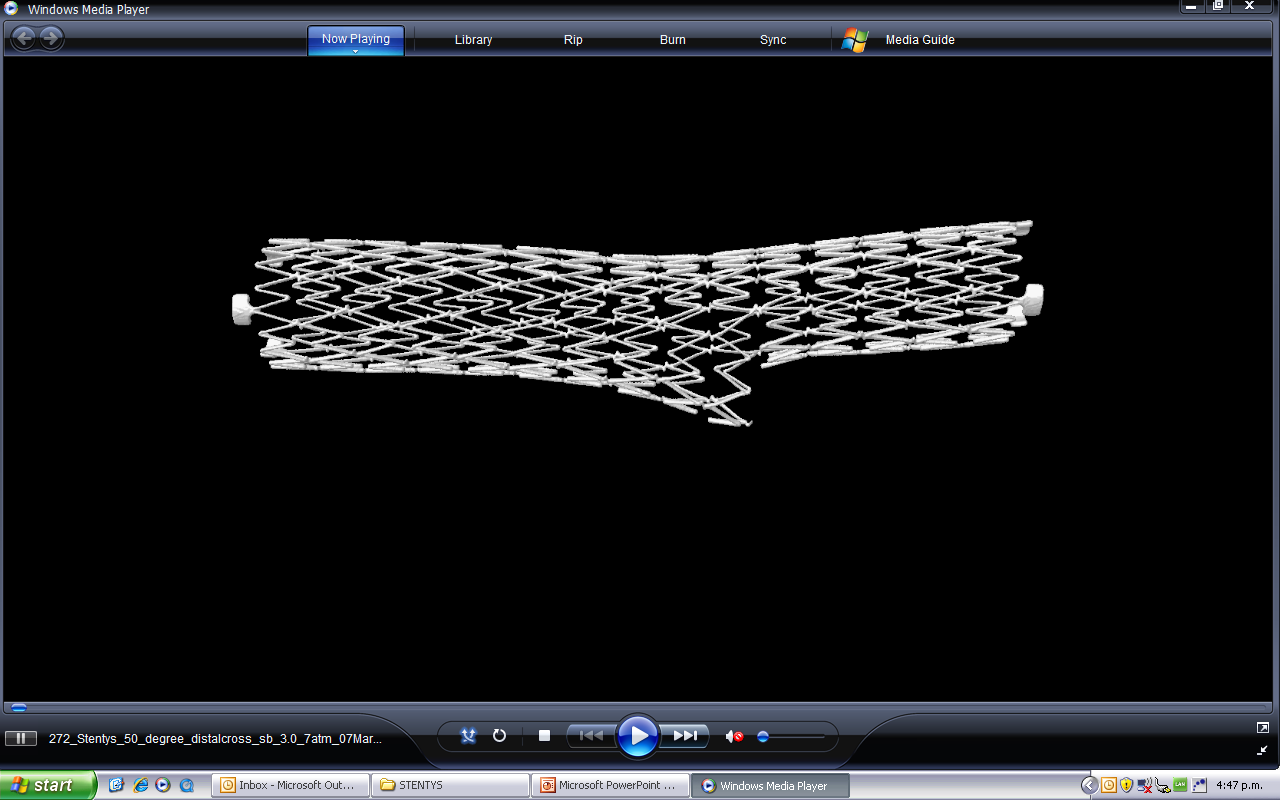 Windows Media Player
Now Playing
Library
Rip
Burn
Sync
Media Guide
272_Stentys_50_degree_distalcross_sb_3.0_7atm_07Mar...
start
Inbox - Microsoft Out...
STENTYS
Microsoft PowerPoint ...
Windows Media Player
LAN
4:47 p.m.